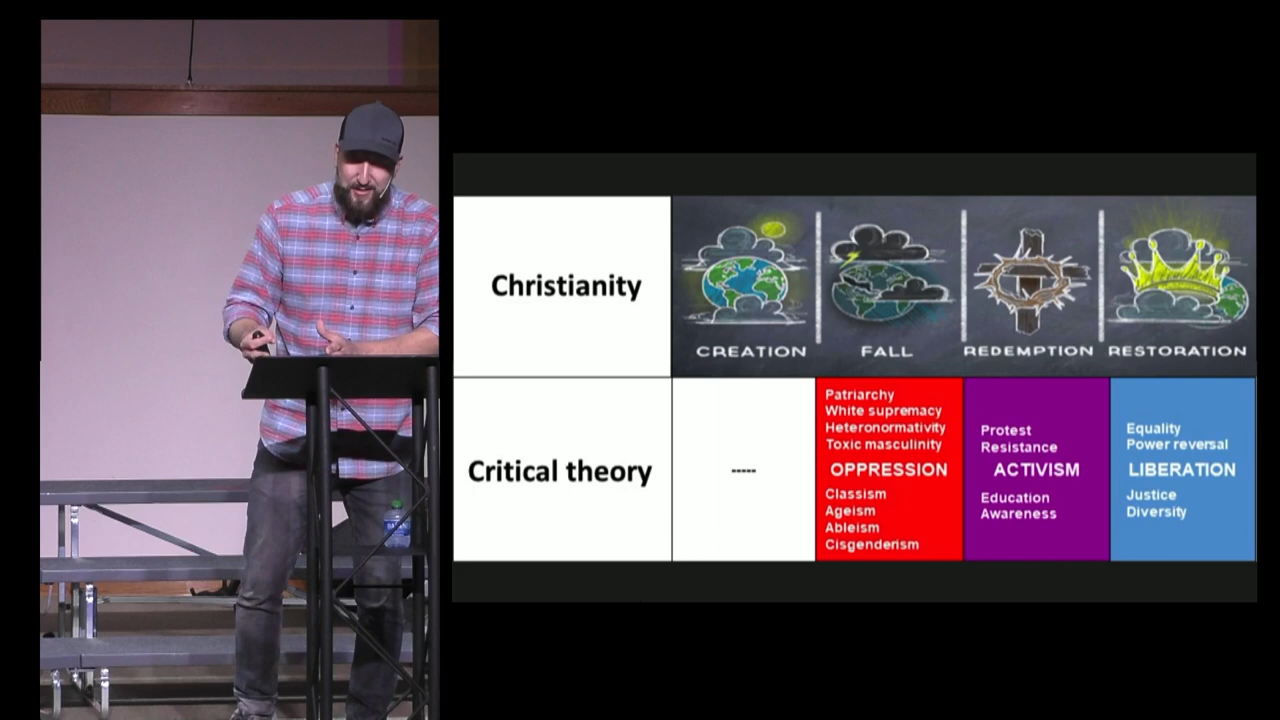 Christianity
CREATION
FALL
REDEMPTION
RESTORATION
Critical theory
-----
Patriarchy
White supremacy
Heteronormativity
Toxic masculinity
OPPRESSION
Classism
Ageism
Ableism
Cisgenderism
Protest
Resistance
ACTIVISM
Education
Awareness
Equality
Power reversal
LIBERATION
Justice
Diversity